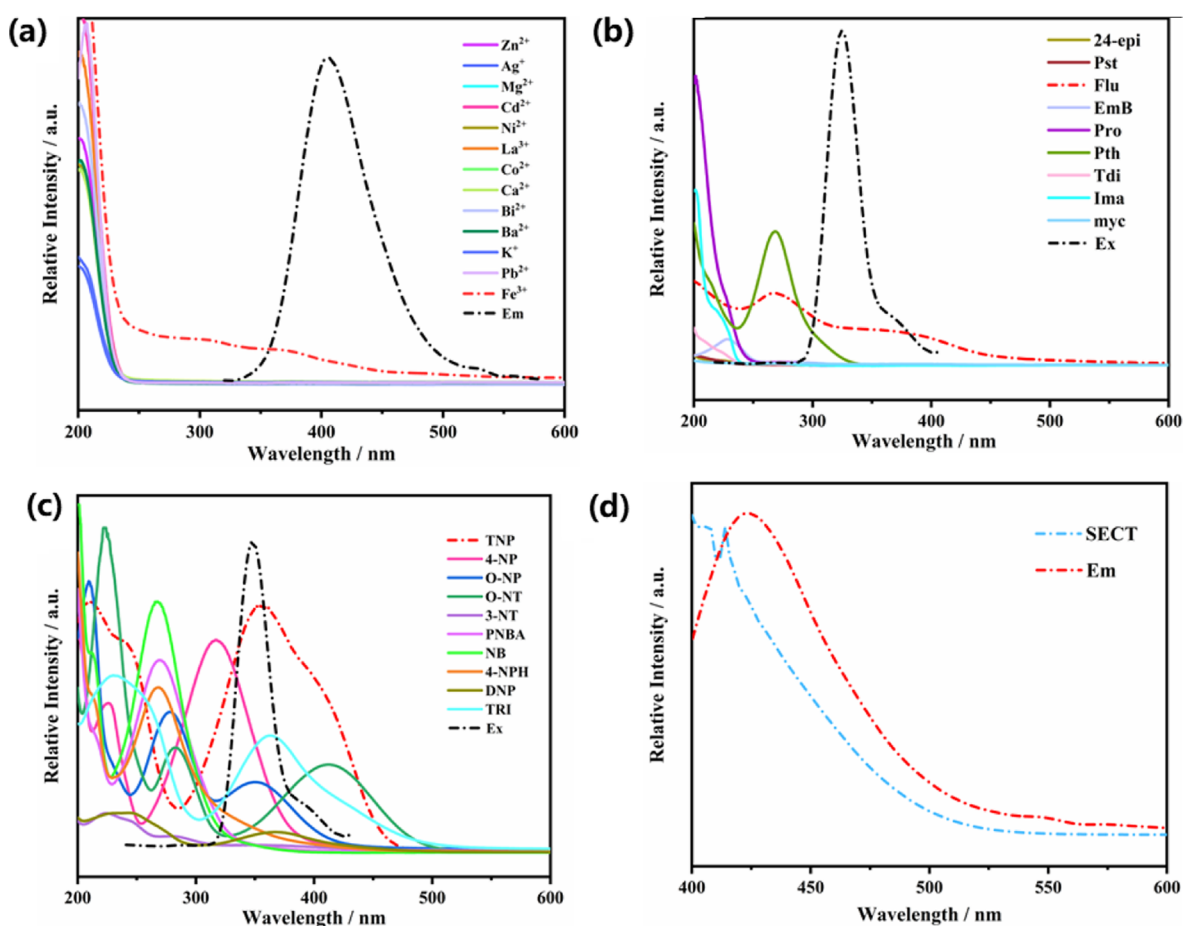 (a)
Relative Intensity / a.u.
Zn²⁺
Ag⁺
Mg²⁺
Cd²⁺
Ni²⁺
La³⁺
Co²⁺
Ca²⁺
Bi²⁺
Ba²⁺
K⁺
Pb²⁺
Fe³⁺
Em
200 300 400 500 600
Wavelength / nm
(b)
Relative Intensity / a.u.
24-epi
Pst
Flu
EmB
Pro
Pth
Tdi
Ima
myc
Ex
200 300 400 500 600
Wavelength / nm
(c)
Relative Intensity / a.u.
TNP
4-NP
O-NP
O-NT
3-NT
PNBA
NB
4-NPH
DNP
TRI
Ex
200 300 400 500 600
Wavelength / nm
(d)
Relative Intensity / a.u.
SECT
Em
400 450 500 550 600
Wavelength / nm